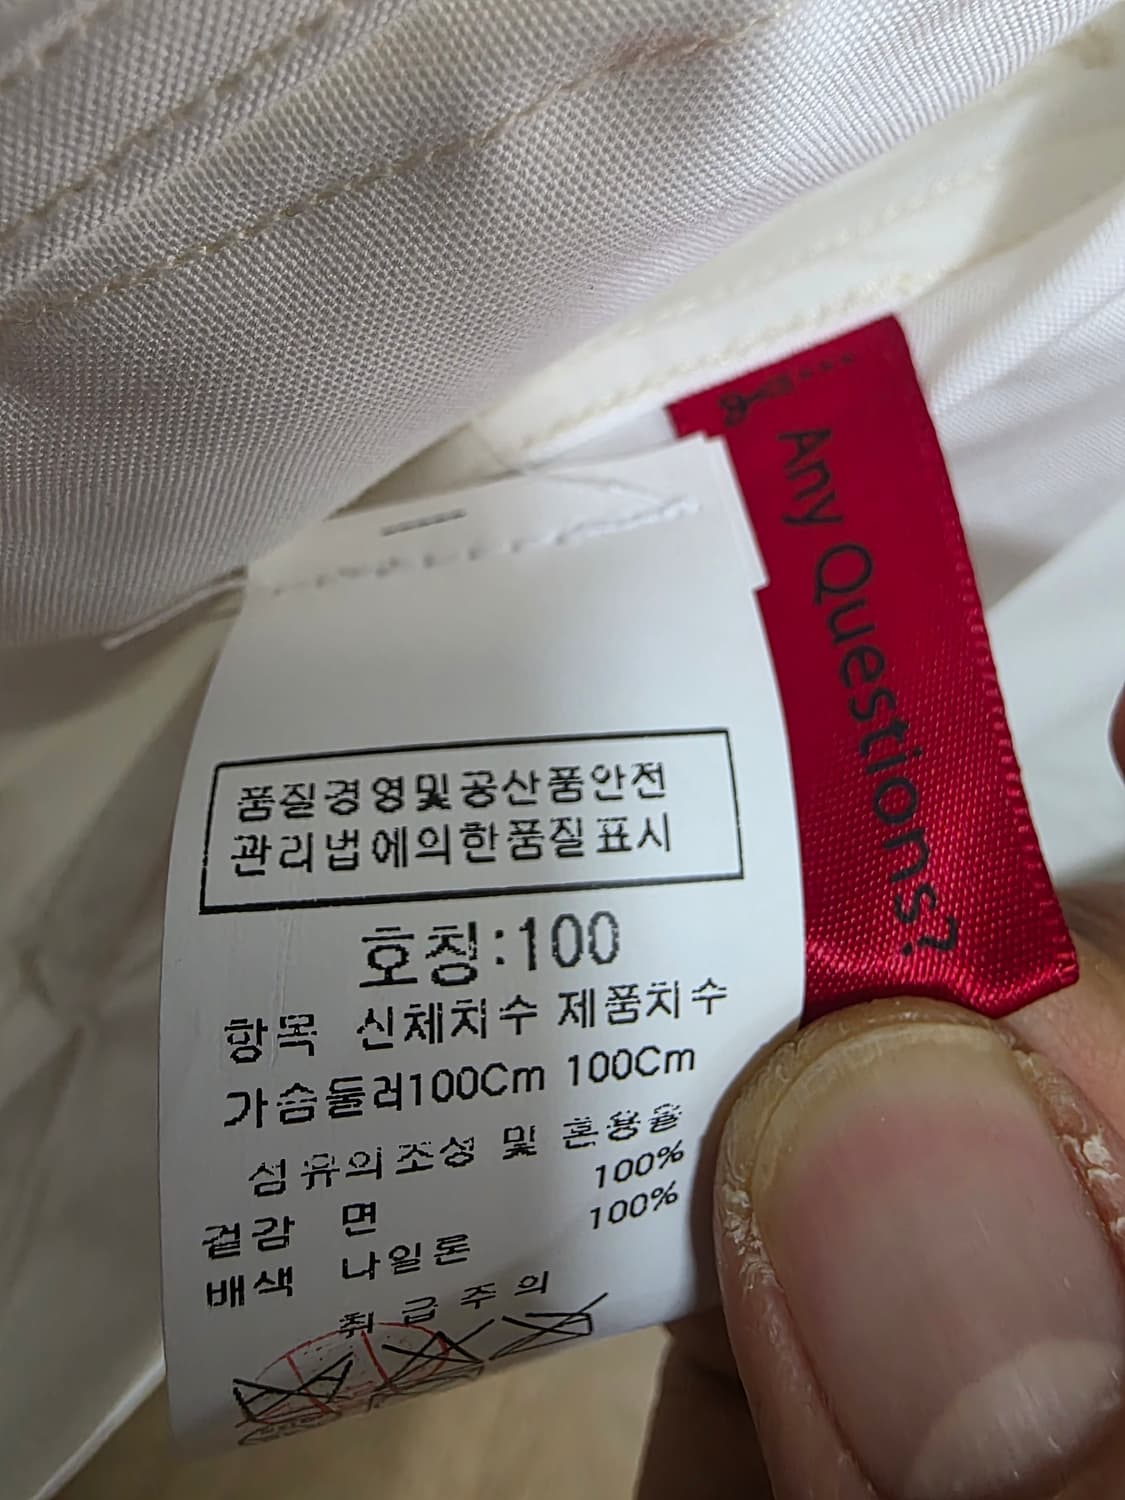 Any Questions?
품질경영및공산품안전
관리법에의한품질표시
호칭:100
항목 신체치수 제품치수
가슴둘러100Cm 100Cm
섬유의조성 및 혼용율
겉감 면 100%
배색 나일론 100%
취급주의